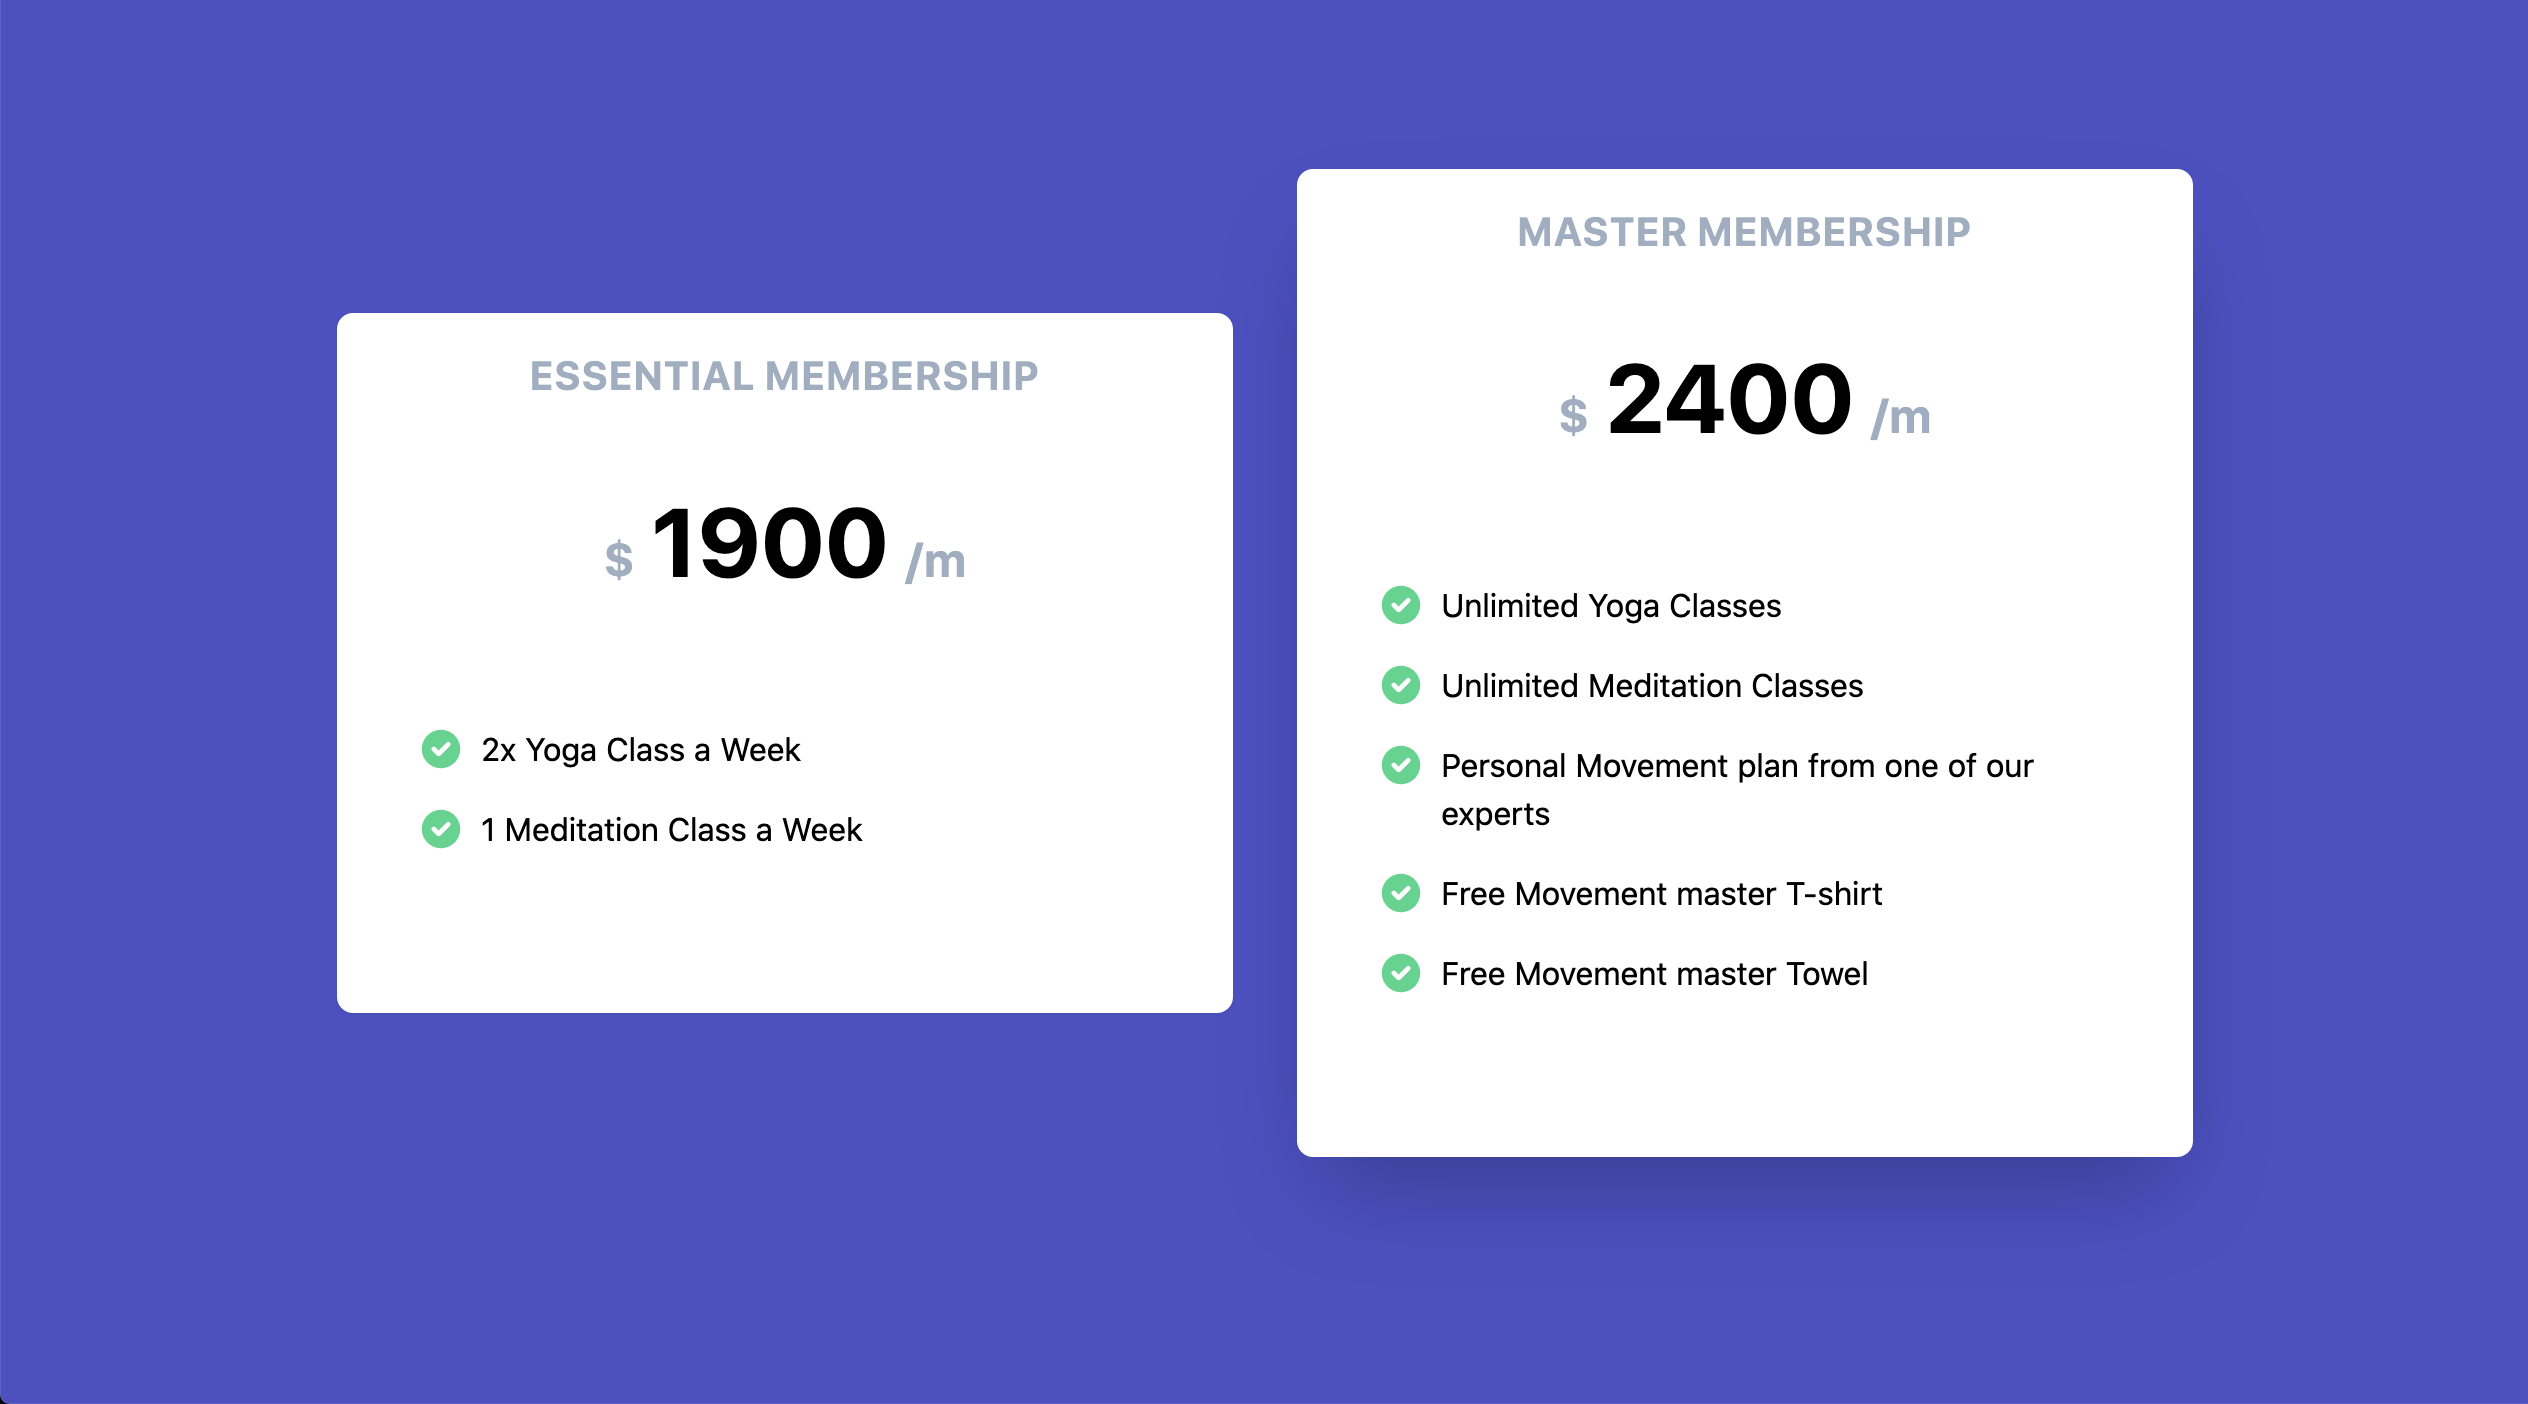 ESSENTIAL MEMBERSHIP
$ 1900 /m
2x Yoga Class a Week
1 Meditation Class a Week
MASTER MEMBERSHIP
$ 2400 /m
Unlimited Yoga Classes
Unlimited Meditation Classes
Personal Movement plan from one of our
experts
Free Movement master T-shirt
Free Movement master Towel